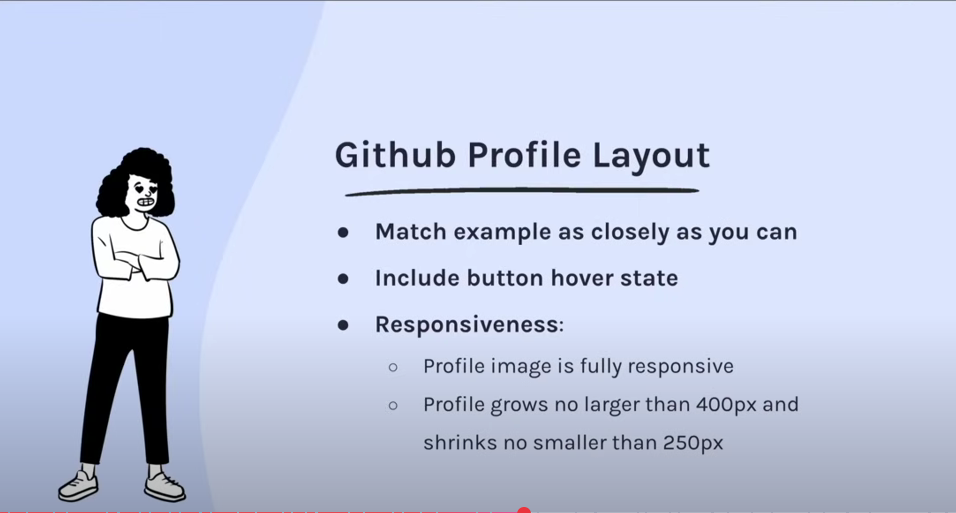 Github Profile Layout
● Match example as closely as you can
● Include button hover state
● Responsiveness:
○ Profile image is fully responsive
○ Profile grows no larger than 400px and
shrinks no smaller than 250px